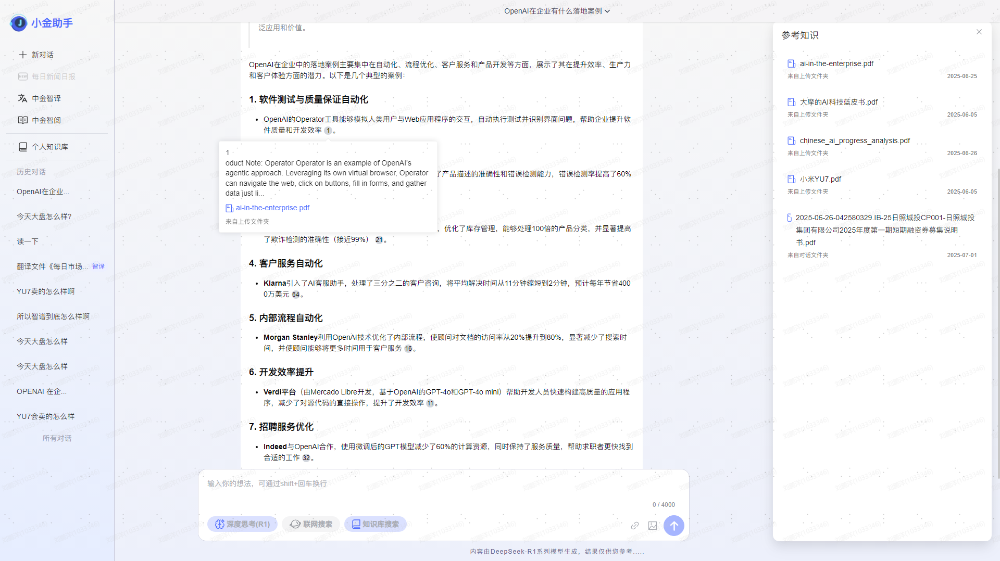 小金助手
新对话
NEW 每日新闻日报
中金智译
中金智阅
个人知识库
历史对话
OpenAI在企业...
今天大盘怎么样?
读一下
翻译文件《每日市场... 智译
YU7卖的怎么样啊
所以智谱到底怎么样啊
今天大盘怎么样
今天大盘怎么样
OPENAI 在企...
YU7会卖的怎么样
所有对话
OpenAI在企业有什么落地案例
泛应用和价值。
OpenAI在企业中的落地案例主要集中在自动化、流程优化、客户服务和产品开发等方面，展示了其在提升效率、生产力
和客户体验方面的潜力。以下是几个典型的案例：
1. 软件测试与质量保证自动化
• OpenAI的Operator工具能够模拟人类用户与Web应用程序的交互，自动执行测试并识别界面问题，帮助企业提升软
件质量和开发效率 1 。
1
oduct Note: Operator Operator is an example of OpenAI's
agentic approach. Leveraging its own virtual browser, Operator
can navigate the web, click on buttons, fill in forms, and gather
data just li...
ai-in-the-enterprise.pdf
来自上传文件夹
了产品描述的准确性和错误检测能力，错误检测率提高了60%
，优化了库存管理，能够处理100倍的产品分类，并显著提高
了欺诈检测的准确性（接近99%） 21 。
4. 客户服务自动化
• Klarna引入了AI客服助手，处理了三分之二的客户咨询，将平均解决时间从11分钟缩短到2分钟，预计每年节省400
0万美元 64 。
5. 内部流程自动化
• Morgan Stanley利用OpenAI技术优化了内部流程，使顾问对文档的访问率从20%提升到80%，显著减少了搜索时
间，并使顾问能够将更多时间用于客户服务 16 。
6. 开发效率提升
• Verdi平台（由Mercado Libre开发，基于OpenAI的GPT-4o和GPT-4o mini）帮助开发人员快速构建高质量的应用程
序，减少了对源代码的直接操作，提升了开发效率 11 。
7. 招聘服务优化
• Indeed与OpenAI合作，使用微调后的GPT模型减少了60%的计算资源，同时保持了服务质量，帮助求职者更快找到
合适的工作 32 。
输入你的想法，可通过shift+回车换行
0 / 4000
深度思考(R1) 联网搜索 知识库搜索
内容由DeepSeek-R1系列模型生成，结果仅供您参考.....
参考知识
ai-in-the-enterprise.pdf
来自上传文件夹 2025-06-25
大摩的AI科技蓝皮书.pdf
来自上传文件夹 2025-06-05
chinese_ai_progress_analysis.pdf
来自上传文件夹 2025-06-26
小米YU7.pdf
来自上传文件夹 2025-06-05
2025-06-26-042580329.IB-25日照城投CP001-日照城投
集团有限公司2025年度第一期短期融资券募集说明
书.pdf
来自对话文件夹 2025-07-01